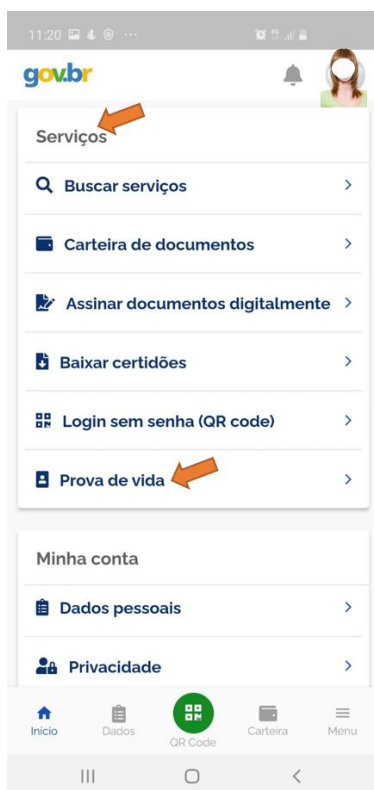 11:20
gov.br
Serviços
Buscar serviços
Carteira de documentos
Assinar documentos digitalmente
Baixar certidões
Login sem senha (QR code)
Prova de vida
Minha conta
Dados pessoais
Privacidade
Início Dados QR Code Carteira Menu